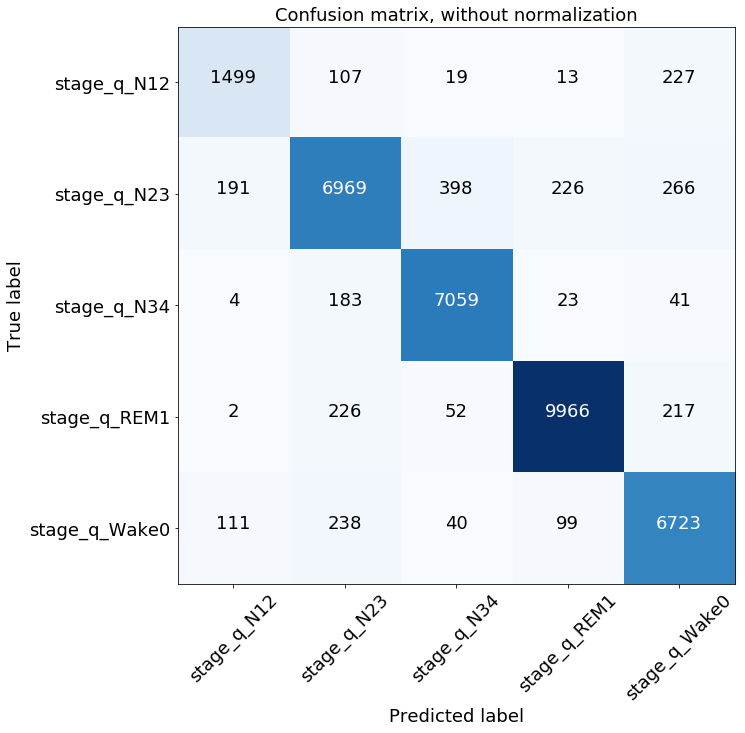 Confusion matrix, without normalization
True label
stage_q_N12 1499 107 19 13 227
stage_q_N23 191 6969 398 226 266
stage_q_N34 4 183 7059 23 41
stage_q_REM1 2 226 52 9966 217
stage_q_Wake0 111 238 40 99 6723
stage_q_N12 stage_q_N23 stage_q_N34 stage_q_REM1 stage_q_Wake0
Predicted label